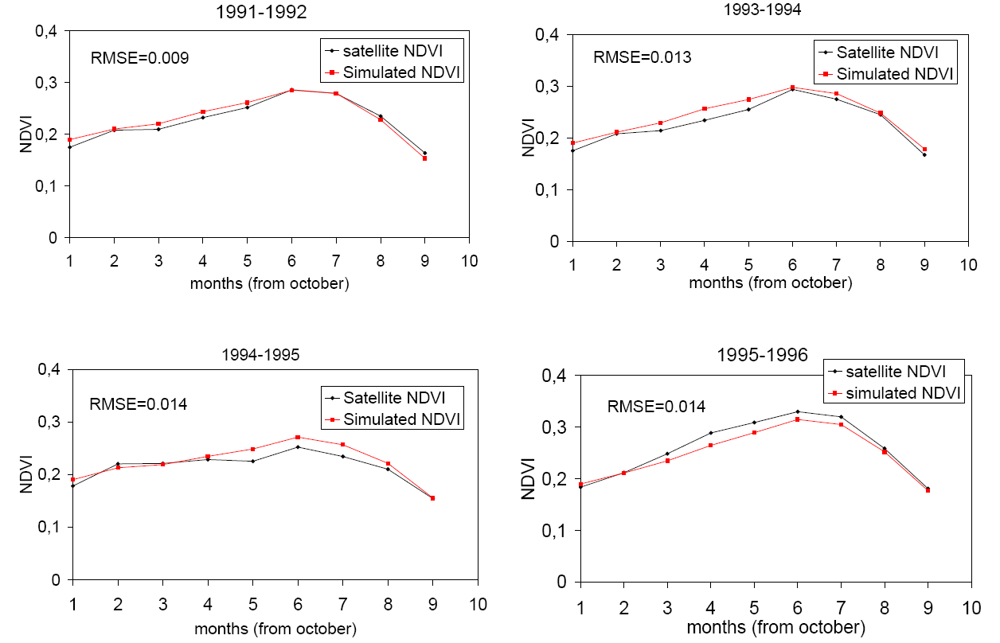 1991-1992
0,4
0,3
0,2
0,1
0
NDVI
RMSE=0.009
satellite NDVI
Simulated NDVI
1 2 3 4 5 6 7 8 9 10
months (from october)
1993-1994
0,4
0,3
0,2
0,1
0
NDVI
RMSE=0.013
Satellite NDVI
Simulated NDVI
1 2 3 4 5 6 7 8 9 10
months (from october)
1994-1995
0,4
0,3
0,2
0,1
0
NDVI
RMSE=0.014
Satellite NDVI
Simulated NDVI
1 2 3 4 5 6 7 8 9 10
months (from october)
1995-1996
0,4
0,3
0,2
0,1
0
NDVI
RMSE=0.014
satellite NDVI
simulated NDVI
1 2 3 4 5 6 7 8 9 10
months (from october)